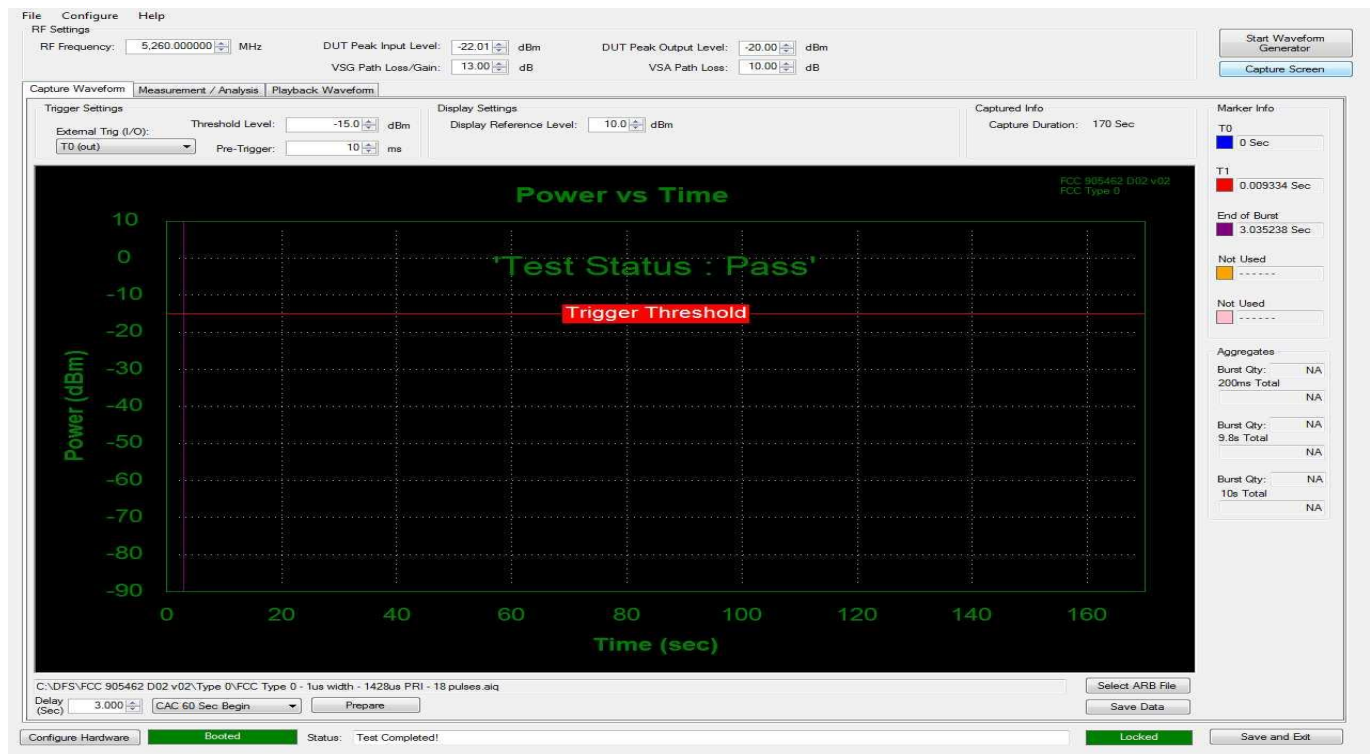 File Configure Help
RF Settings
RF Frequency: 5,260.000000 MHz DUT Peak Input Level: -22.01 dBm DUT Peak Output Level: -20.00 dBm
VSG Path Loss/Gain: 13.00 dB VSA Path Loss: 10.00 dB
Start Waveform
Generator
Capture Screen
Capture Waveform Measurement / Analysis Playback Waveform
Trigger Settings
External Trig (I/O):
T0 (out)
Threshold Level: -15.0 dBm
Pre-Trigger: 10 ms
Display Settings
Display Reference Level: 10.0 dBm
Captured Info
Capture Duration: 170 Sec
Power vs Time
FCC 905462 D02 v02
FCC Type 0
'Test Status : Pass'
Trigger Threshold
Power (dBm)
10
0
-10
-20
-30
-40
-50
-60
-70
-80
-90
0 20 40 60 80 100 120 140 160
Time (sec)
Marker Info
T0
0 Sec
T1
0.009334 Sec
End of Burst
3.035238 Sec
Not Used
- - - - - -
Not Used
- - - - - -
Aggregates
Burst Qty: NA
200ms Total
NA
Burst Qty: NA
9.8s Total
NA
Burst Qty: NA
10s Total
NA
C:\DFS\FCC 905462 D02 v02\Type 0\FCC Type 0 - 1us width - 1428us PRI - 18 pulses.aiq
Select ARB File
Delay
(Sec) 3.000 CAC 60 Sec Begin Prepare
Save Data
Configure Hardware Booted Status: Test Completed! Locked Save and Exit